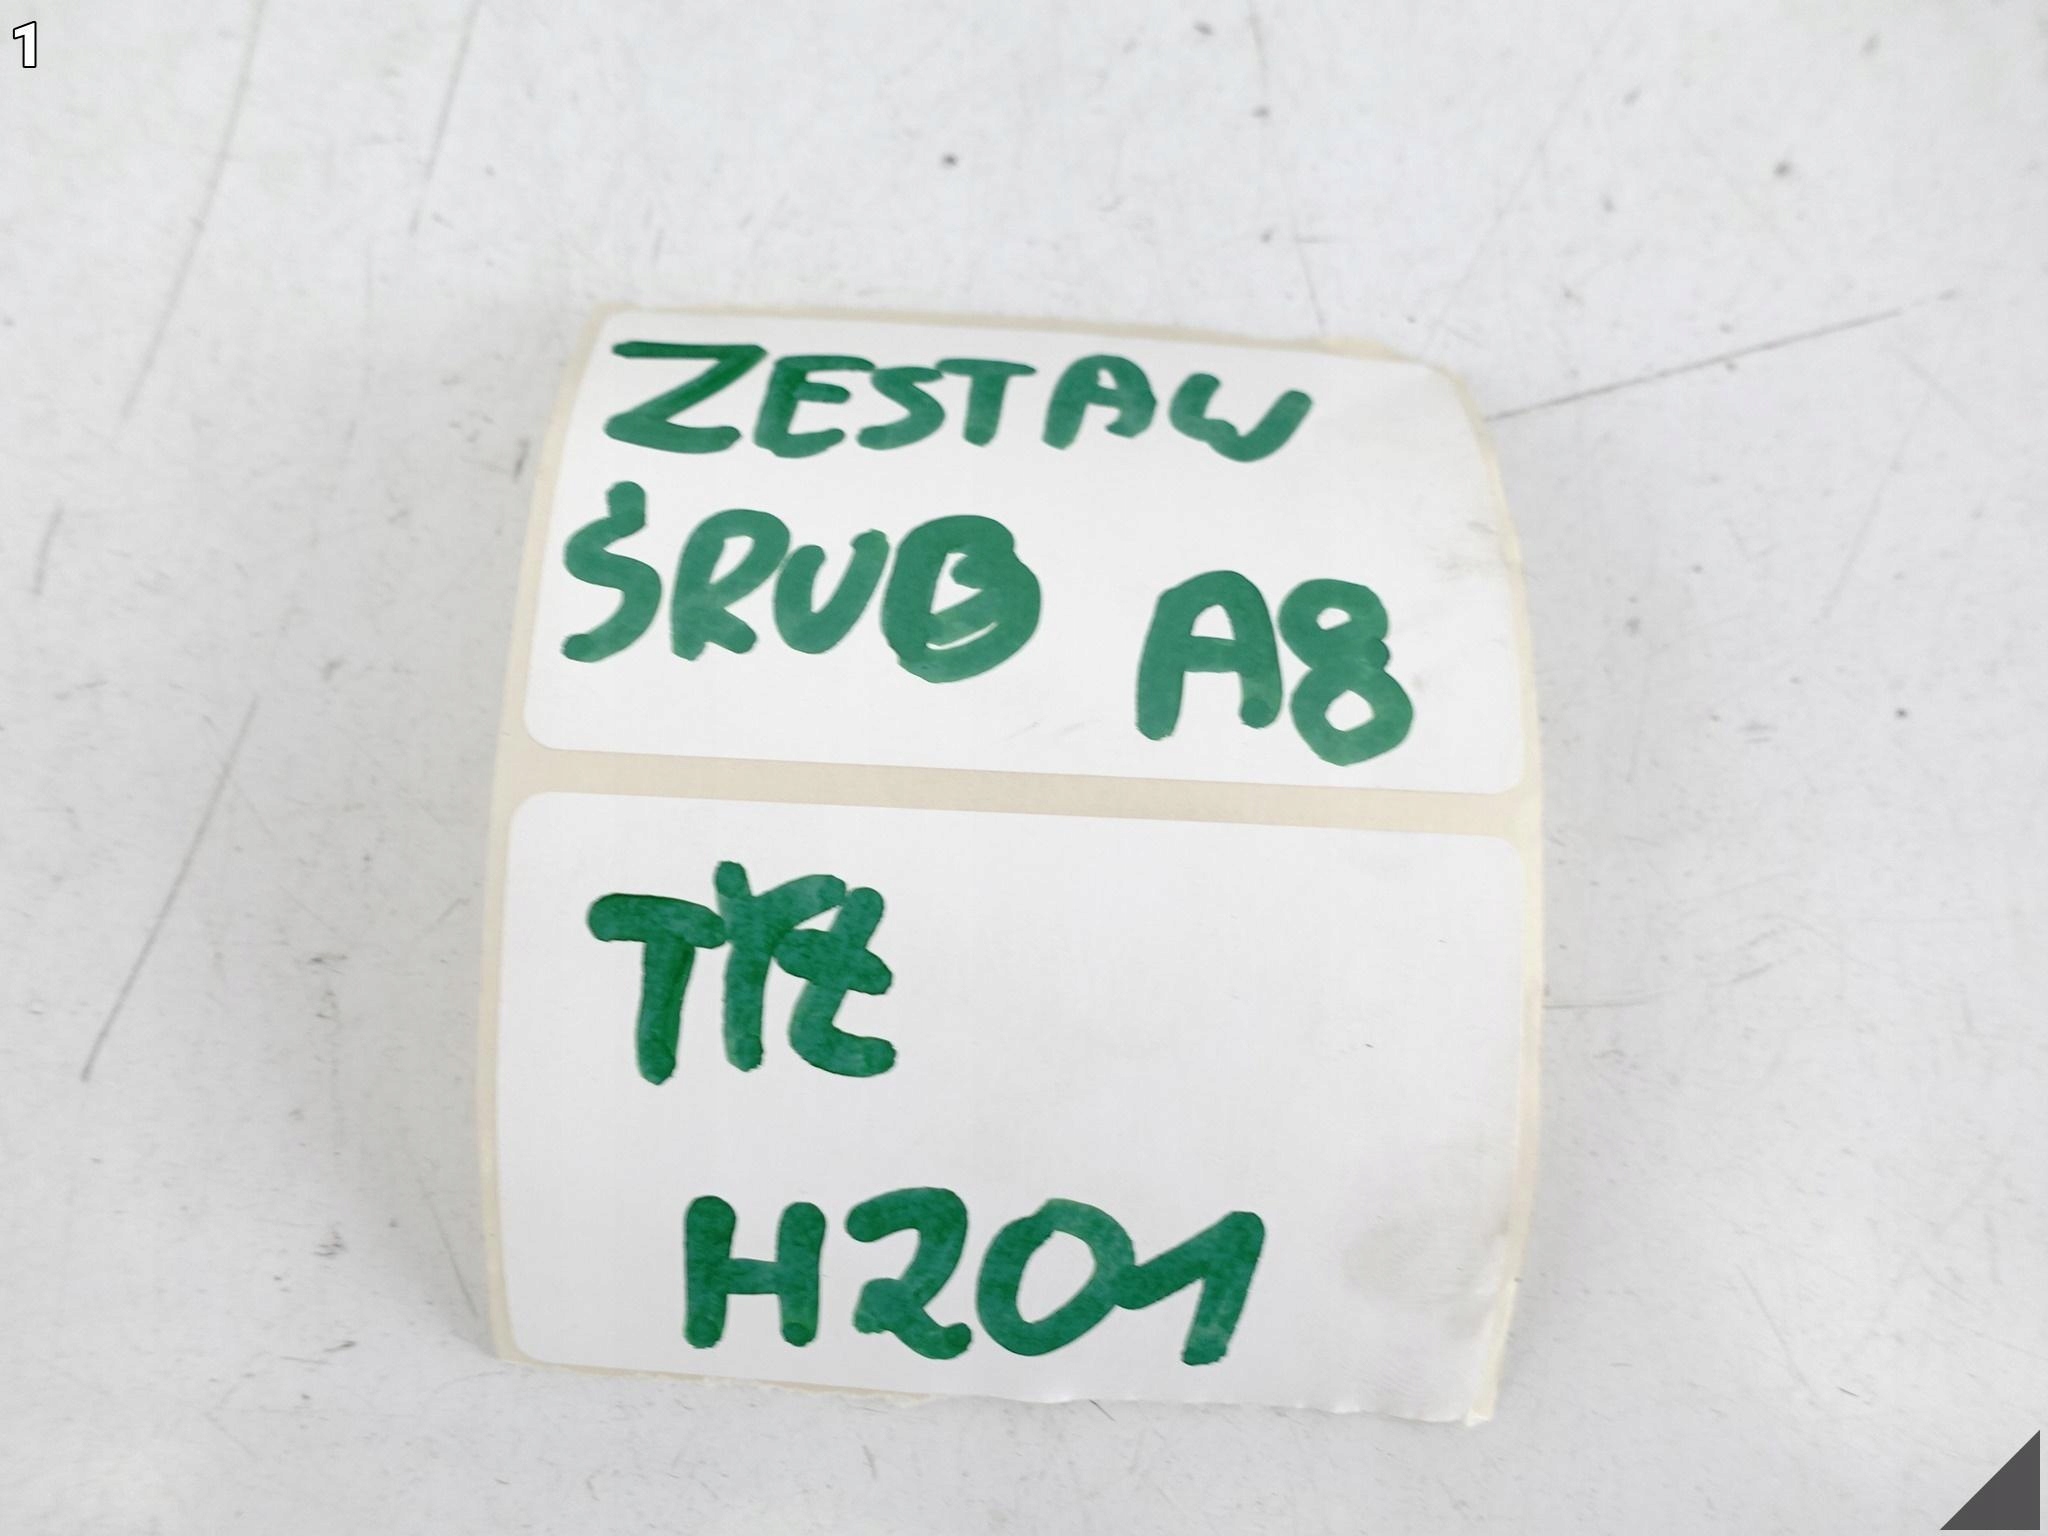 1
ZESTAW
ŚRUB A8
TYŁ
H201